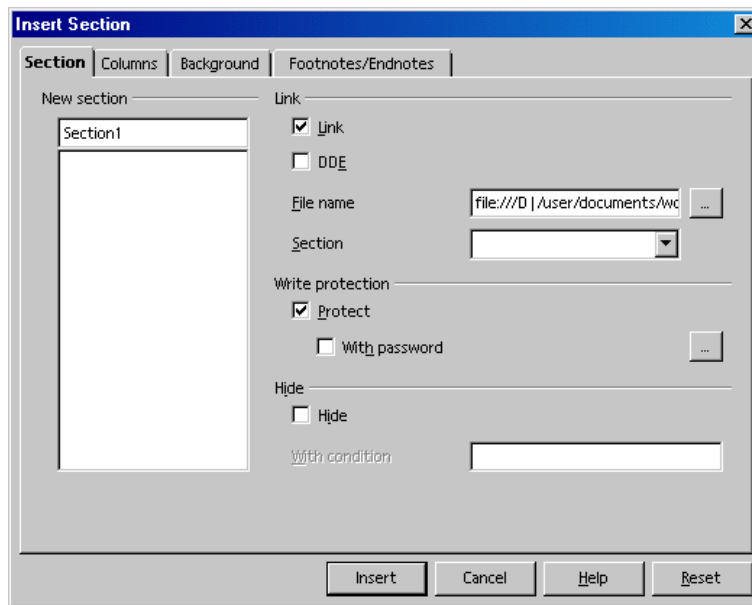 Insert Section
Section Columns Background Footnotes/Endnotes
New section
Section1
Link
Link
DDE
File name file:///D|/user/documents/wo ...
Section
Write protection
Protect
With password ...
Hide
Hide
With condition
Insert Cancel Help Reset